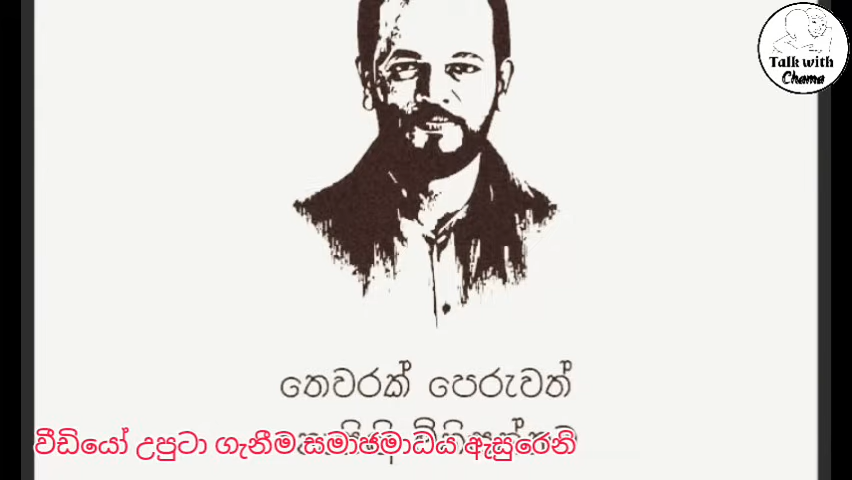 Talk with
Chama
තෙවරක් පෙරුවත්
වීඩියෝ උපුටා ගැනීම සමාජමාධ්‍ය ඇසුරෙනි